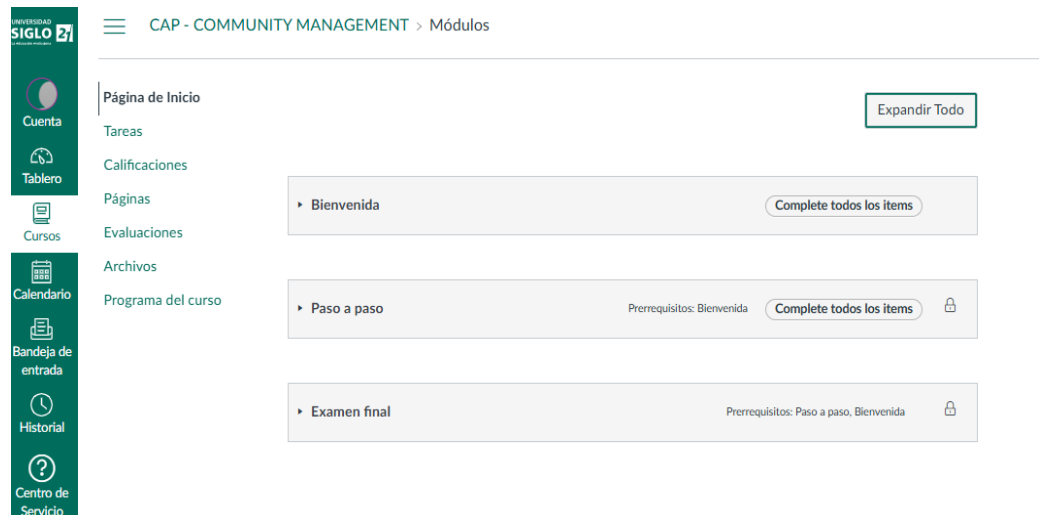 UNIVERSIDAD
SIGLO 21
CAP - COMMUNITY MANAGEMENT > Módulos
Cuenta
Tablero
Cursos
Calendario
Bandeja de
entrada
Historial
Centro de
Servicio
Página de Inicio
Tareas
Calificaciones
Páginas
Evaluaciones
Archivos
Programa del curso
Expandir Todo
Bienvenida Complete todos los items
Paso a paso Prerrequisitos: Bienvenida Complete todos los items
Examen final Prerrequisitos: Paso a paso, Bienvenida